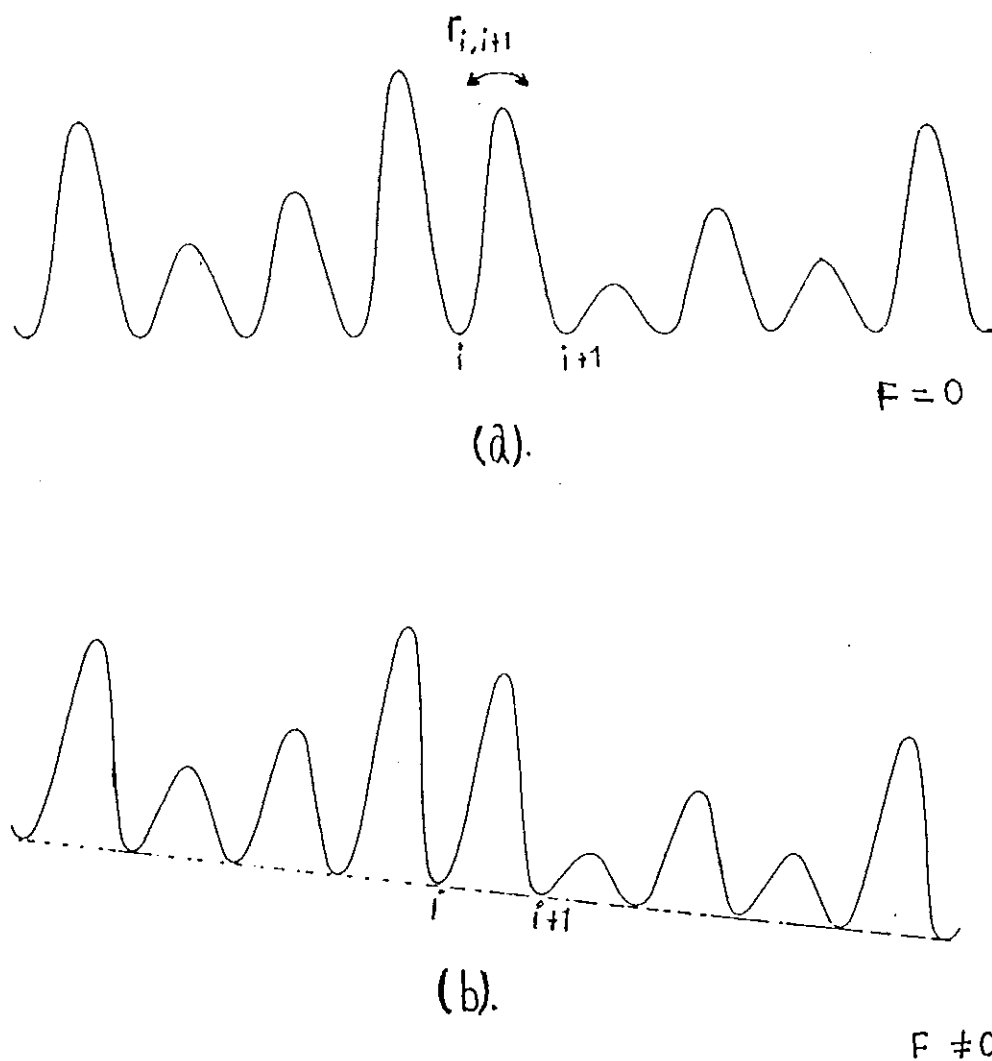 Γi,i+1
i
i+1
F = 0
(a).
i
i+1
(b).
F ≠ 0